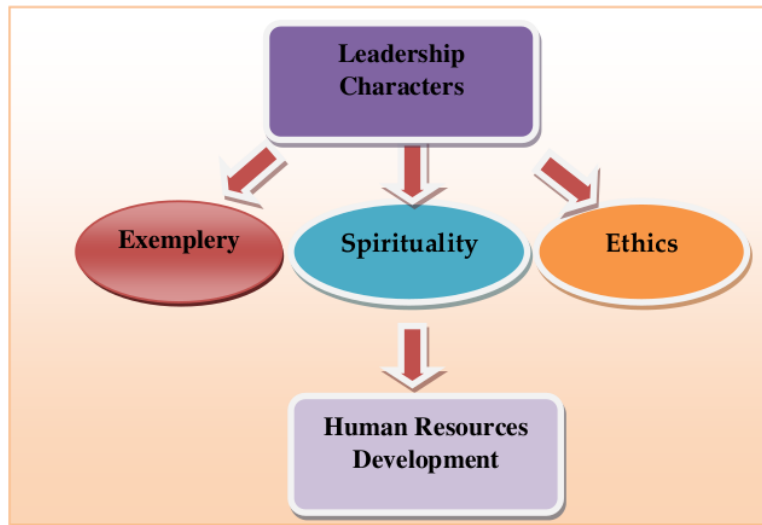 Leadership
Characters
Exemplery
Spirituality
Ethics
Human Resources
Development